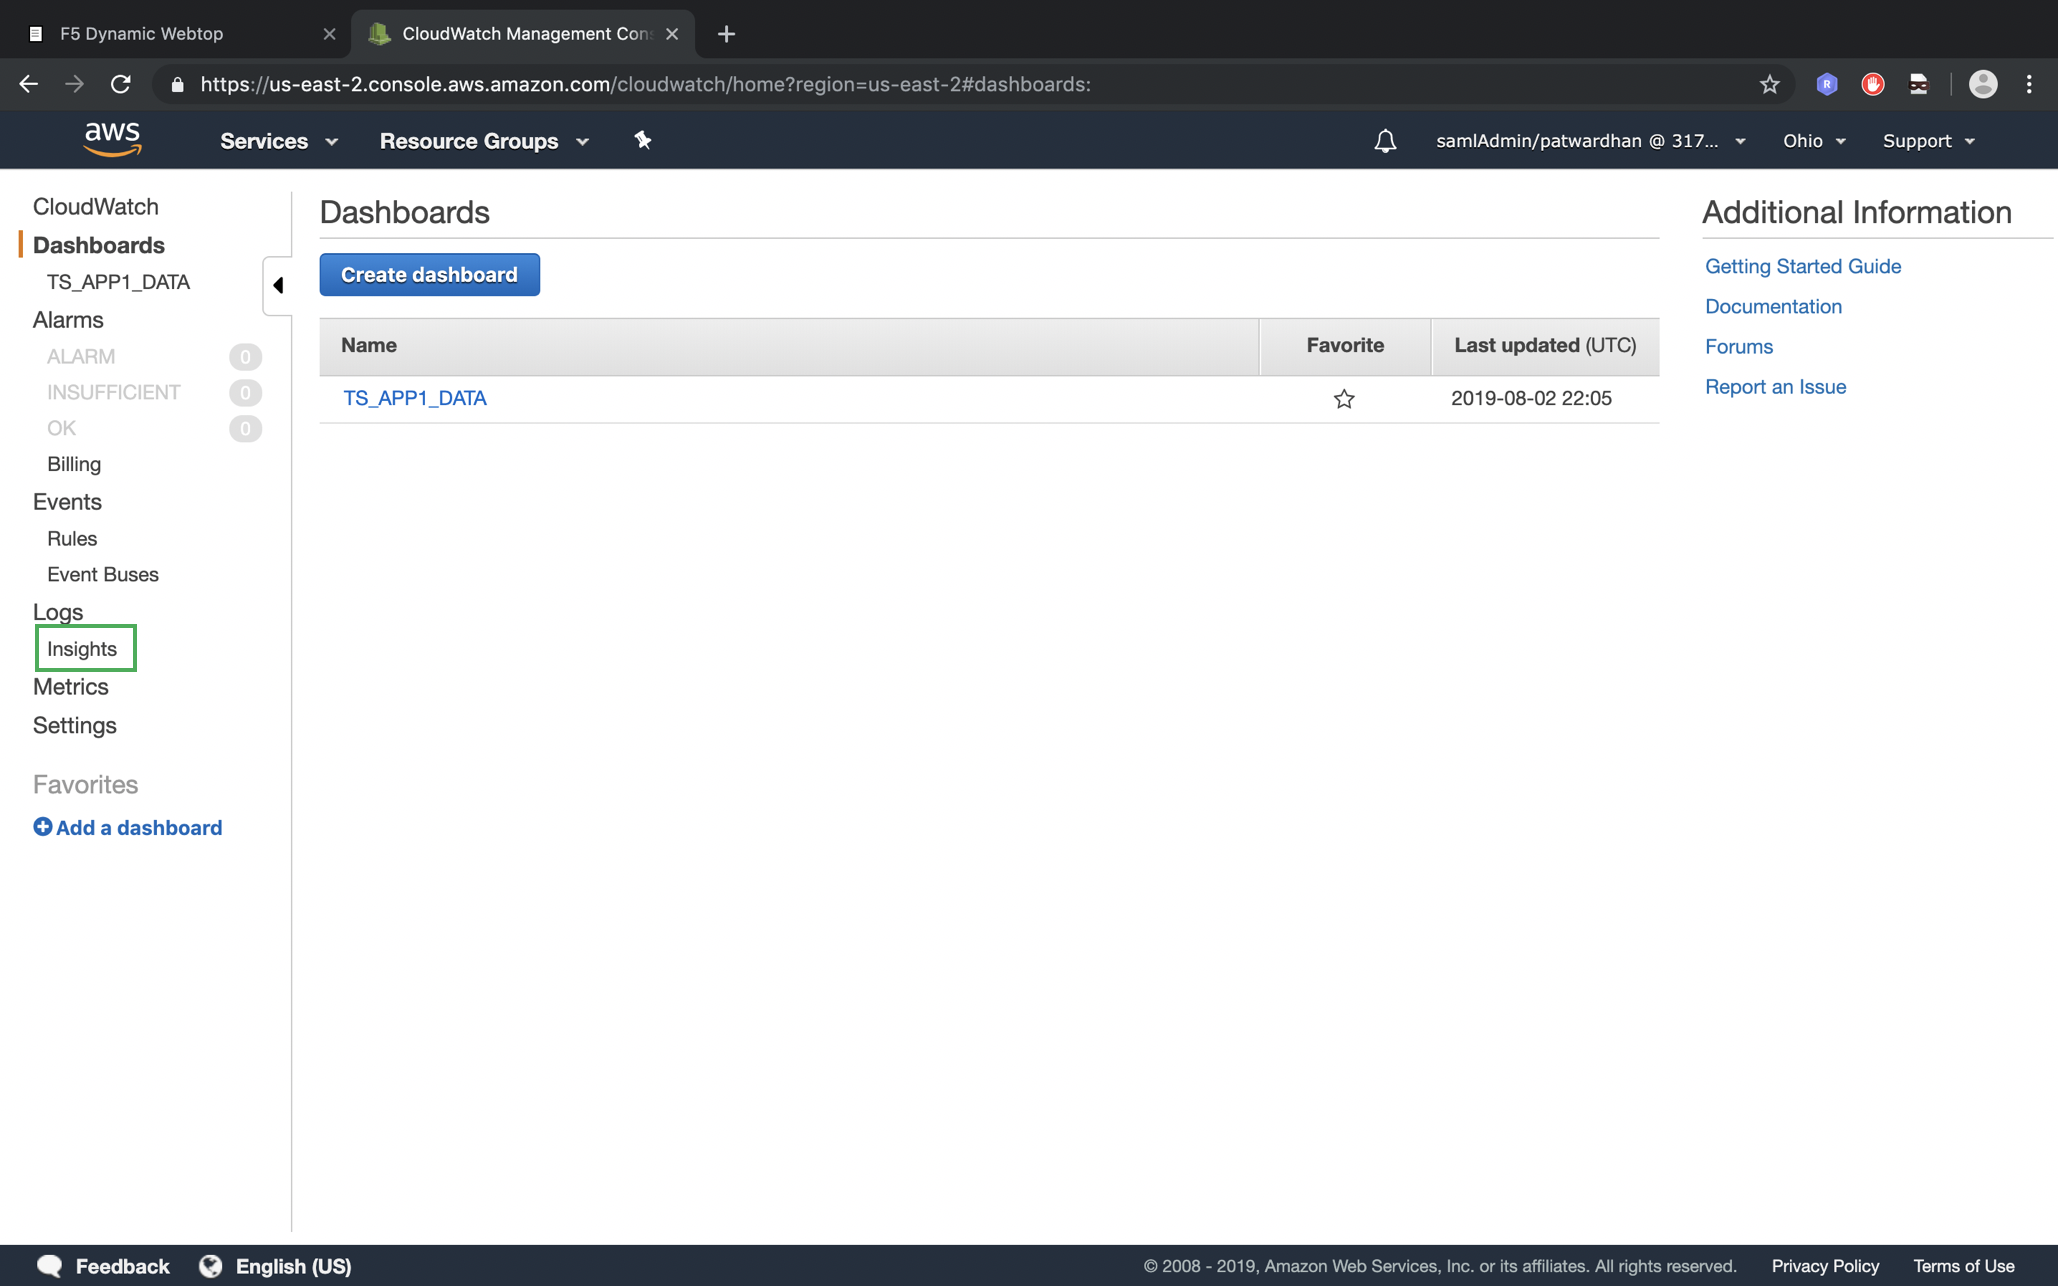 F5 Dynamic Webtop
CloudWatch Management Con
https://us-east-2.console.aws.amazon.com/cloudwatch/home?region=us-east-2#dashboards:
aws Services Resource Groups samlAdmin/patwardhan @ 317... Ohio Support
CloudWatch
Dashboards
TS_APP1_DATA
Alarms
ALARM 0
INSUFFICIENT 0
OK 0
Billing
Events
Rules
Event Buses
Logs
Insights
Metrics
Settings
Favorites
Add a dashboard
Dashboards
Create dashboard
Name Favorite Last updated (UTC)
TS_APP1_DATA 2019-08-02 22:05
Additional Information
Getting Started Guide
Documentation
Forums
Report an Issue
Feedback English (US) © 2008 - 2019, Amazon Web Services, Inc. or its affiliates. All rights reserved. Privacy Policy Terms of Use